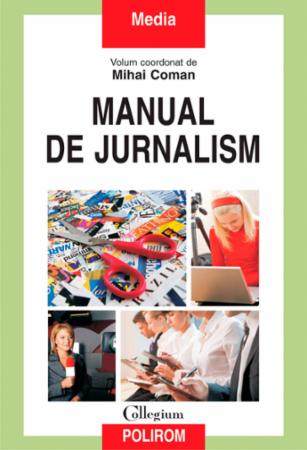 Media
Volum coordonat de
Mihai Coman
MANUAL
DE JURNALISM
Collegium
POLIROM